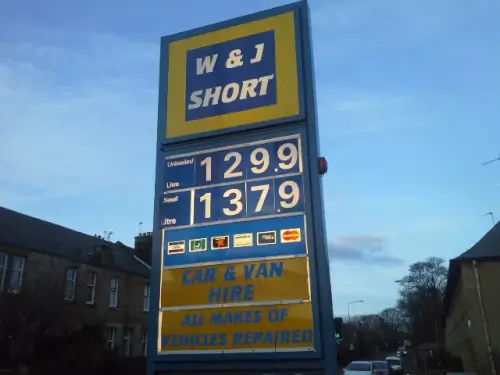 W & J
SHORT
Unleaded
129.9
Litre
Diesel
137.9
Litre
CAR & VAN
HIRE
ALL MAKES OF
VEHICLES REPAIRED